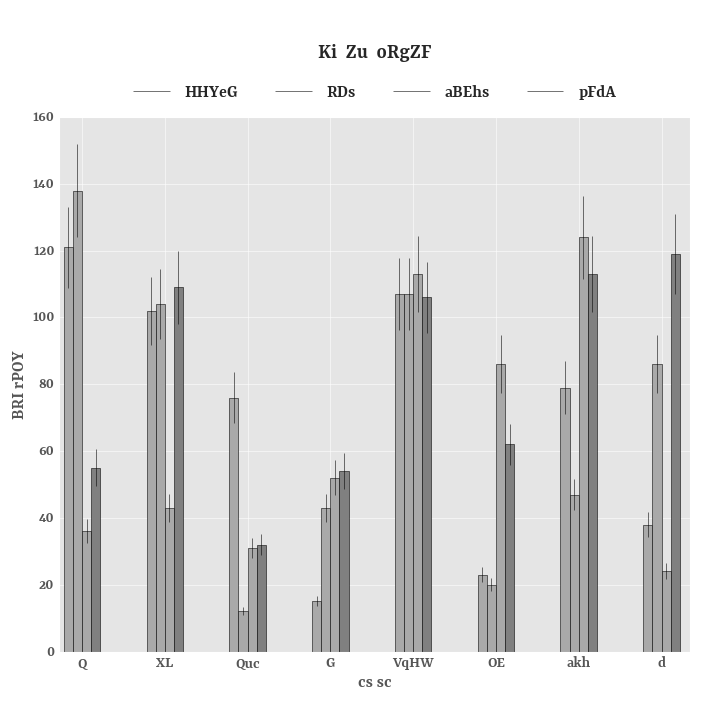 Ki Zu oRgZF
HHYeG RDs aBEhs pFdA
160
140
120
100
80
60
40
20
0
BRI rPOY
Q XL Quc G VqHW OE akh d
cs sc